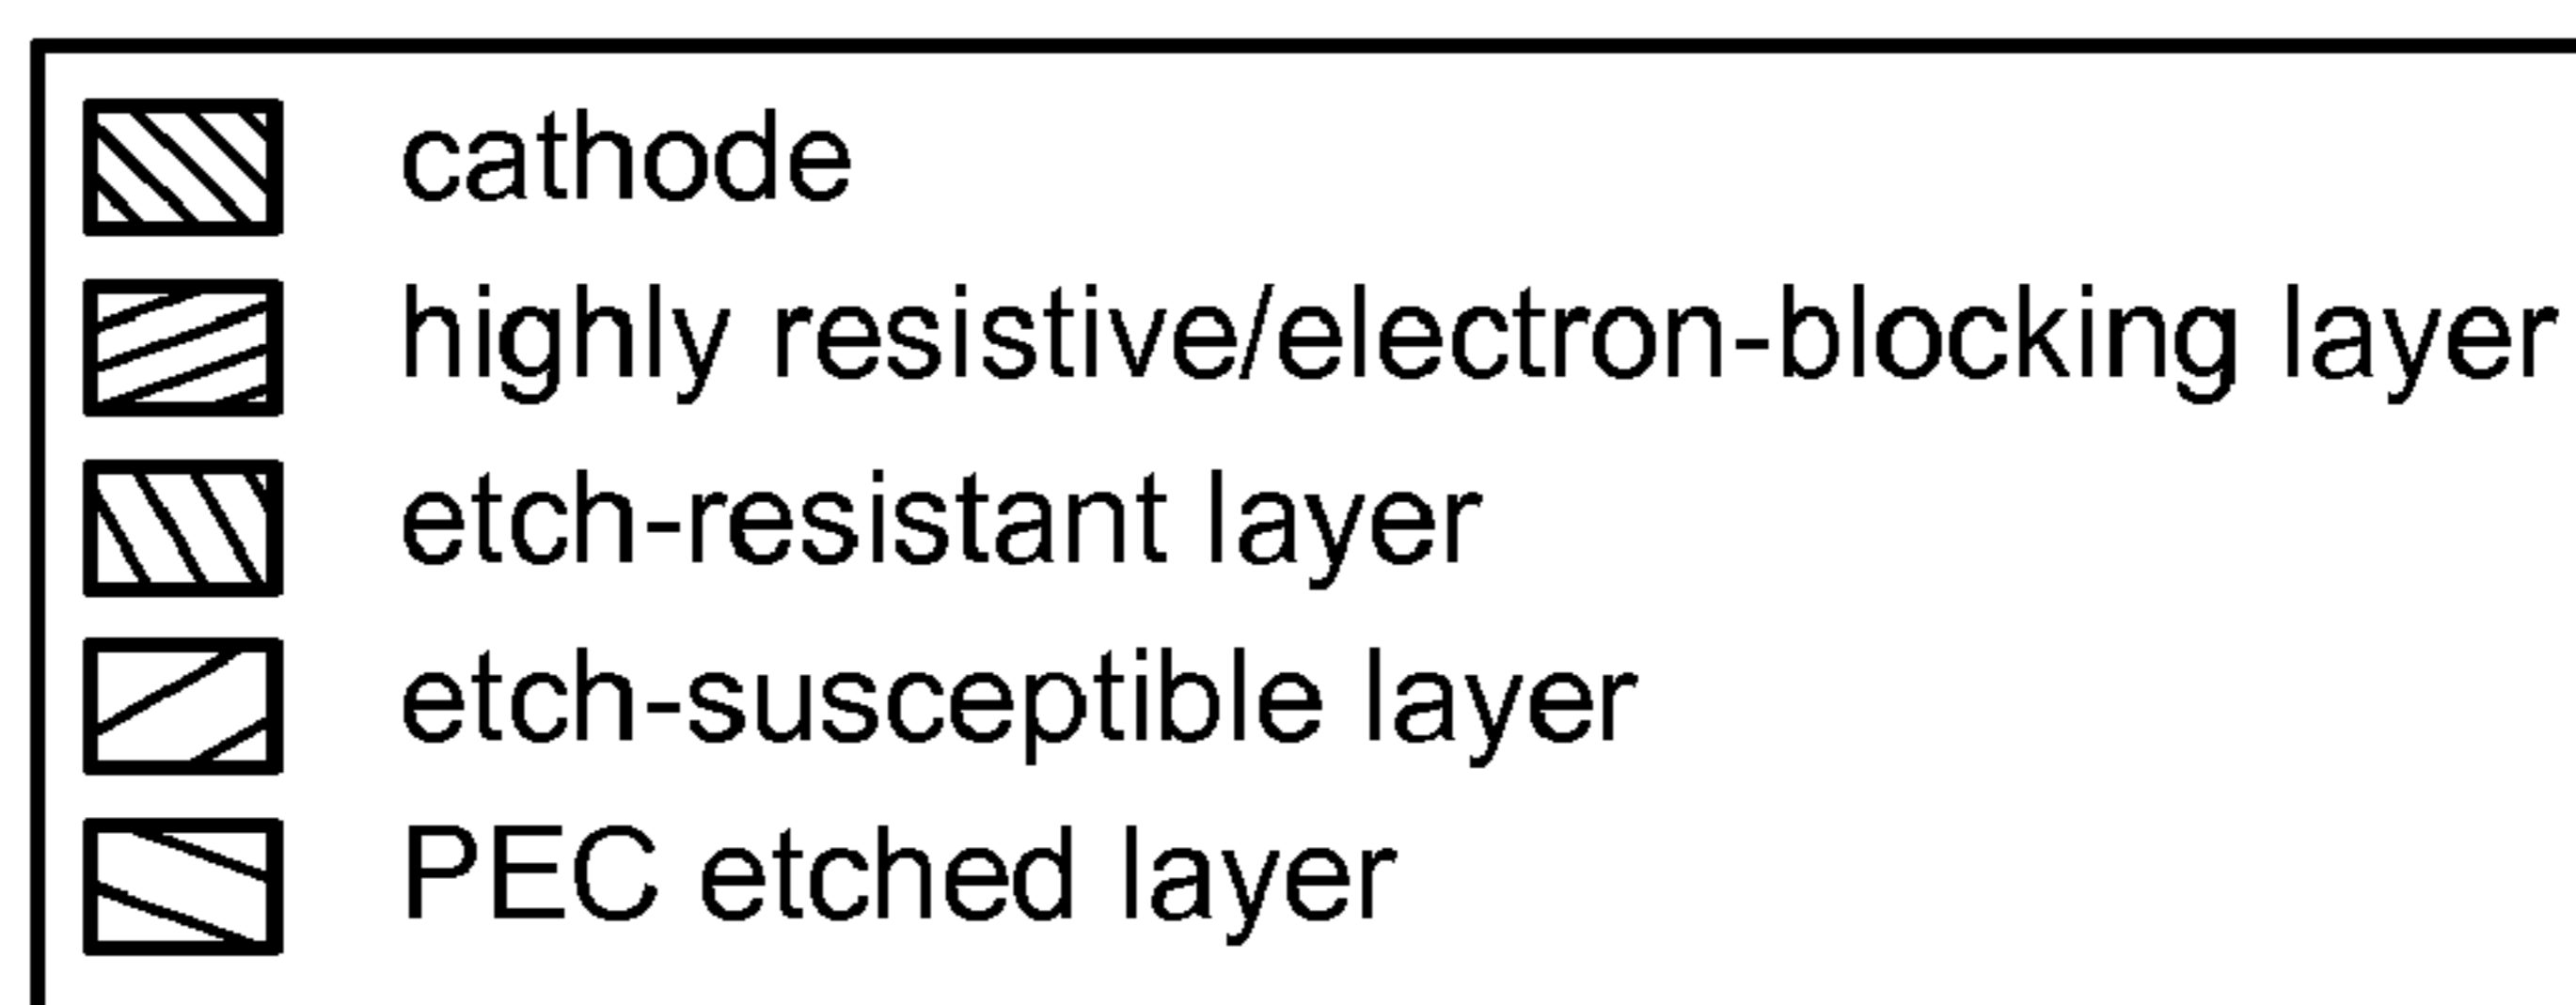 cathode
highly resistive/electron-blocking layer
etch-resistant layer
etch-susceptible layer
PEC etched layer